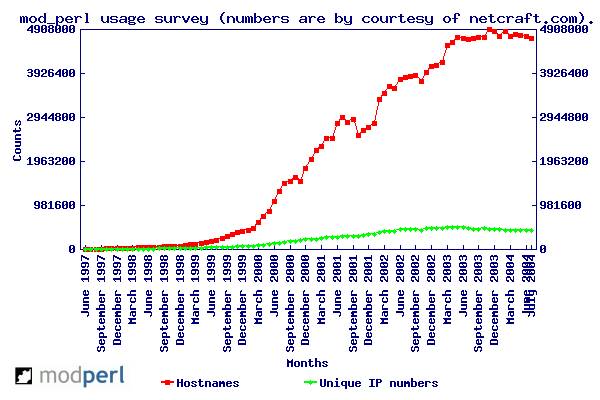 mod_perl usage survey (numbers are by courtesy of netcraft.com).
4908000 4908000
3926400 3926400
2944800 2944800
1963200 1963200
981600 981600
0 0
Counts
June 1997
September 1997
December 1997
March 1998
June 1998
September 1998
December 1998
March 1999
June 1999
September 1999
December 1999
March 2000
June 2000
September 2000
December 2000
March 2001
June 2001
September 2001
December 2001
March 2002
June 2002
September 2002
December 2002
March 2003
June 2003
September 2003
December 2003
March 2004
June 2004
July 2004
Months
modperl
Hostnames
Unique IP numbers